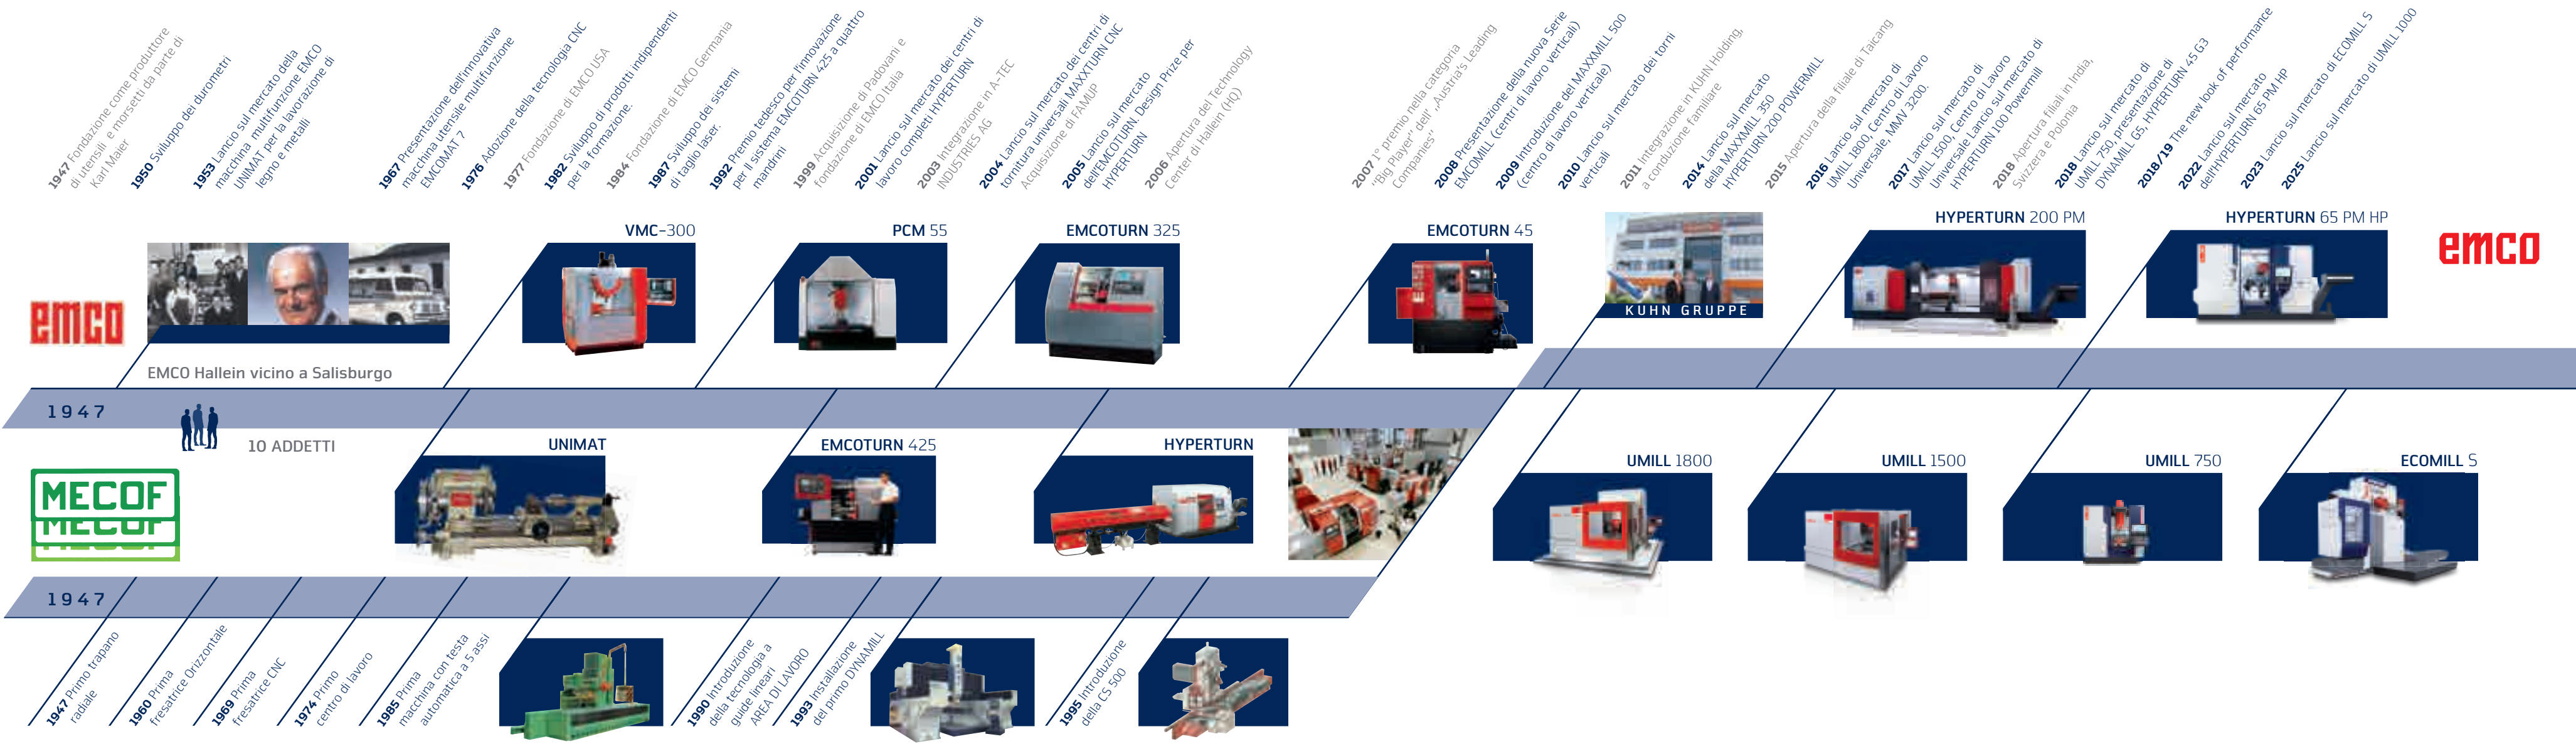 1947 Fondazione come produttore
di utensili e morsetti da parte di
Karl Maier
1950 Sviluppo dei durometri
1953 Lancio sul mercato della
macchina multifunzione EMCO
UNIMAT per la lavorazione di
legno e metalli
1967 Presentazione dell'innovativa
macchina utensile multifunzione
EMCOMAT 7
1976 Adozione della tecnologia CNC
1977 Fondazione di EMCO USA
1982 Sviluppo di prodotti indipendenti
per la formazione.
1984 Fondazione di EMCO Germania
1987 Sviluppo dei sistemi
di taglio laser.
1992 Premio tedesco per l'innovazione
per il sistema EMCOTURN 425 a quattro
mandrini
1999 Acquisizione di Padovani e
fondazione di EMCO Italia
2001 Lancio sul mercato dei centri di
lavoro completi HYPERTURN
2003 Integrazione in A-TEC
INDUSTRIES AG
2004 Lancio sul mercato dei centri di
tornitura universali MAXXTURN CNC
Acquisizione di FAMUP
2005 Lancio sul mercato
dell'EMCOTURN. Design Prize per
HYPERTURN
2006 Apertura del Technology
Center di Hallein (HQ)
2007 1° premio nella categoria
"Big Player" dell' „Austria's Leading
Companies"
2008 Presentazione della nuova Serie
EMCOMILL (centri di lavoro verticali)
2009 Introduzione del MAXXMILL 500
(centro di lavoro verticale)
2010 Lancio sul mercato dei torni
verticali
2011 Integrazione in KUHN Holding,
a conduzione familiare
2014 Lancio sul mercato
della MAXXMILL 350
HYPERTURN 200 POWERMILL
2015 Apertura della filiale di Taicang
2016 Lancio sul mercato di
UMILL 1800, Centro di Lavoro
Universale, MMV 3200.
2017 Lancio sul mercato di
UMILL 1500, Centro di Lavoro
Universale Lancio sul mercato di
HYPERTURN 100 Powermill
2018 Apertura filiali in India,
Svizzera e Polonia
2018 Lancio sul mercato di
UMILL 750, presentazione di
DYNAMILL G5, HYPERTURN 45 G3
2018/19 The new look of performance
2022 Lancio sul mercato
dell'HYPERTURN 65 PM HP
2023 Lancio sul mercato di ECOMILL S
2025 Lancio sul mercato di UMILL 1000
VMC-300
PCM 55
EMCOTURN 325
EMCOTURN 45
KUHN GRUPPE
HYPERTURN 200 PM
HYPERTURN 65 PM HP
emco
emco
EMCO Hallein vicino a Salisburgo
1947
10 ADDETTI
UNIMAT
EMCOTURN 425
HYPERTURN
UMILL 1800
UMILL 1500
UMILL 750
ECOMILL S
MECOF
MECOF
1947
1947 Primo trapano
radiale
1960 Prima
fresatrice Orizzontale
1969 Prima
fresatrice CNC
1974 Primo
centro di lavoro
1985 Prima
macchina con testa
automatica a 5 assi
1990 Introduzione
della tecnologia a
guide lineari
AREA DI LAVORO
1993 Installazione
del primo DYNAMILL
1995 Introduzione
della CS 500